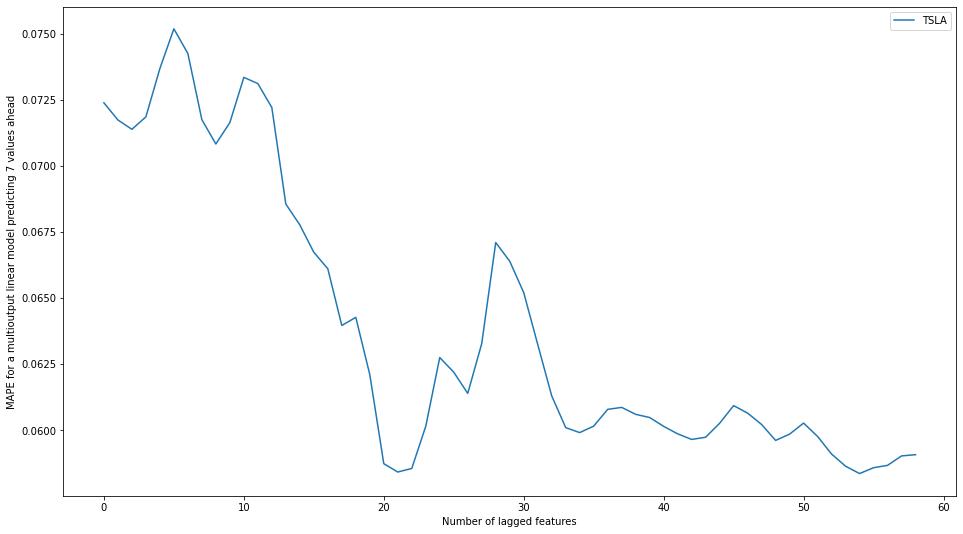 TSLA
MAPE for a multioutput linear model predicting 7 values ahead
0.0750
0.0725
0.0700
0.0675
0.0650
0.0625
0.0600
0 10 20 30 40 50 60
Number of lagged features